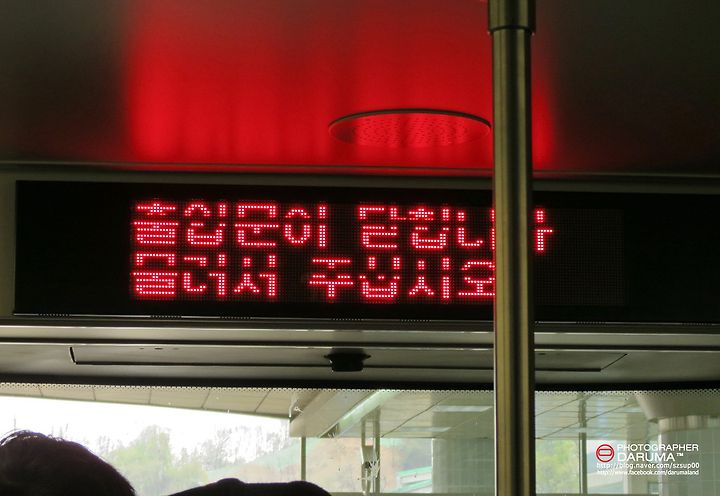 출입문이 닫힙니다
물러서 주십시오
PHOTOGRAPHER
DARUMA™
http://blog.naver.com/szsup00
http://www.facebook.com/darumaland